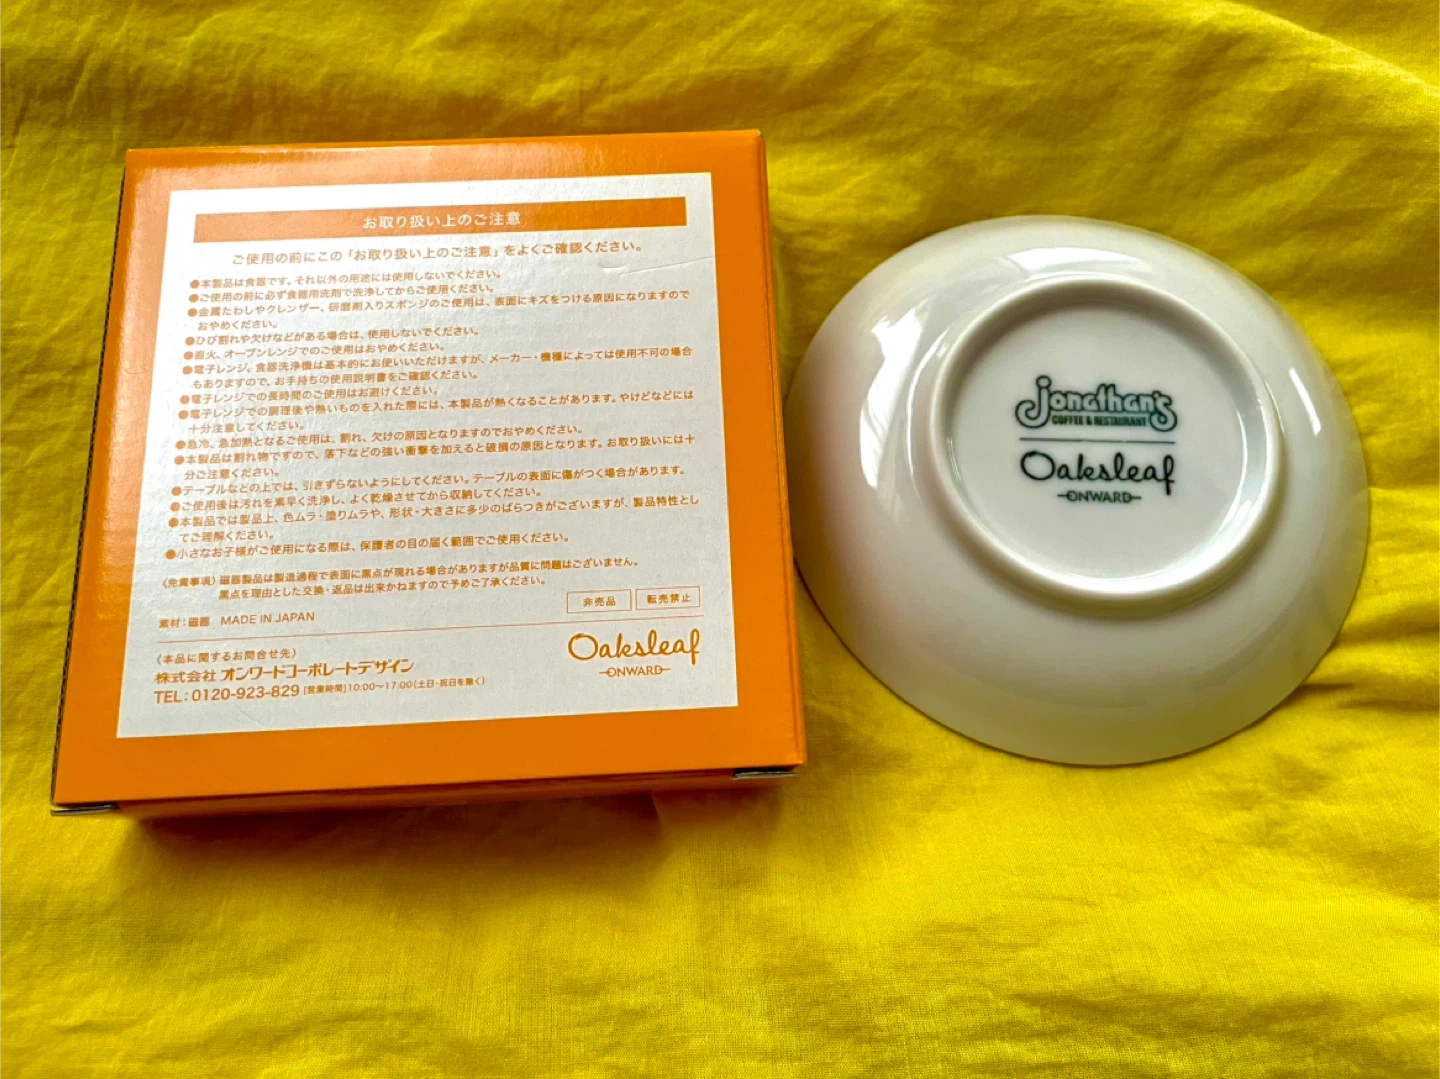 お取り扱い上のご注意
ご使用の前にこの「お取り扱い上のご注意」をよくご確認ください。
●本製品は食器です。それ以外の用途には使用しないでください。
●ご使用の前に必ず食器用洗剤で洗浄してからご使用ください。
●金属たわしやクレンザー、研磨剤入りスポンジのご使用は、表面にキズをつける原因になりますので
おやめください。
●ひび割れや欠けなどがある場合は、使用しないでください。
●直火、オーブンレンジでのご使用はおやめください。
●電子レンジ、食器洗浄機は基本的にお使いいただけますが、メーカー・機種によっては使用不可の場合
もありますので、お手持ちの使用説明書をご確認ください。
●電子レンジでの長時間のご使用はお避けください。
●電子レンジでの調理後や熱いものを入れた際には、本製品が熱くなることがあります。やけどなどには
十分注意してください。
●急冷、急加熱となるご使用は、割れ、欠けの原因となりますのでおやめください。
●本製品は割れ物ですので、落下などの強い衝撃を加えると破損の原因となります。お取り扱いには十
分ご注意ください。
●テーブルなどの上では、引きずらないようにしてください。テーブルの表面に傷がつく場合があります。
●ご使用後は汚れを素早く洗浄し、よく乾燥させてから収納してください。
●本製品では製品上、色ムラ・塗りムラや、形状・大きさに多少のばらつきがございますが、製品特性とし
てご理解ください。
●小さなお子様がご使用になる際は、保護者の目の届く範囲でご使用ください。
〈免責事項〉磁器製品は製造過程で表面に黒点が現れる場合がありますが品質に問題はございません。
黒点を理由とした交換・返品は出来かねますので予めご了承ください。
非売品 転売禁止
素材：磁器 MADE IN JAPAN
〈本品に関するお問合せ先〉
株式会社 オンワードコーポレートデザイン
TEL：0120-923-829 [営業時間]10:00〜17:00(土日・祝日を除く)
Oaksleaf
ONWARD
Jonathan's
COFFEE & RESTAURANT
Oaksleaf
ONWARD